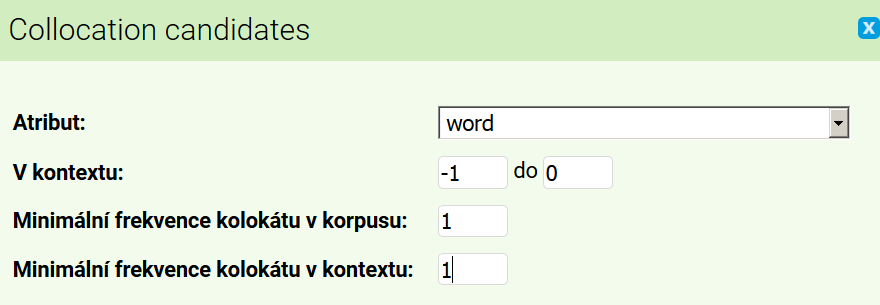 Collocation candidates x
Atribut: word
V kontextu: -1 do 0
Minimální frekvence kolokátu v korpusu: 1
Minimální frekvence kolokátu v kontextu: 1